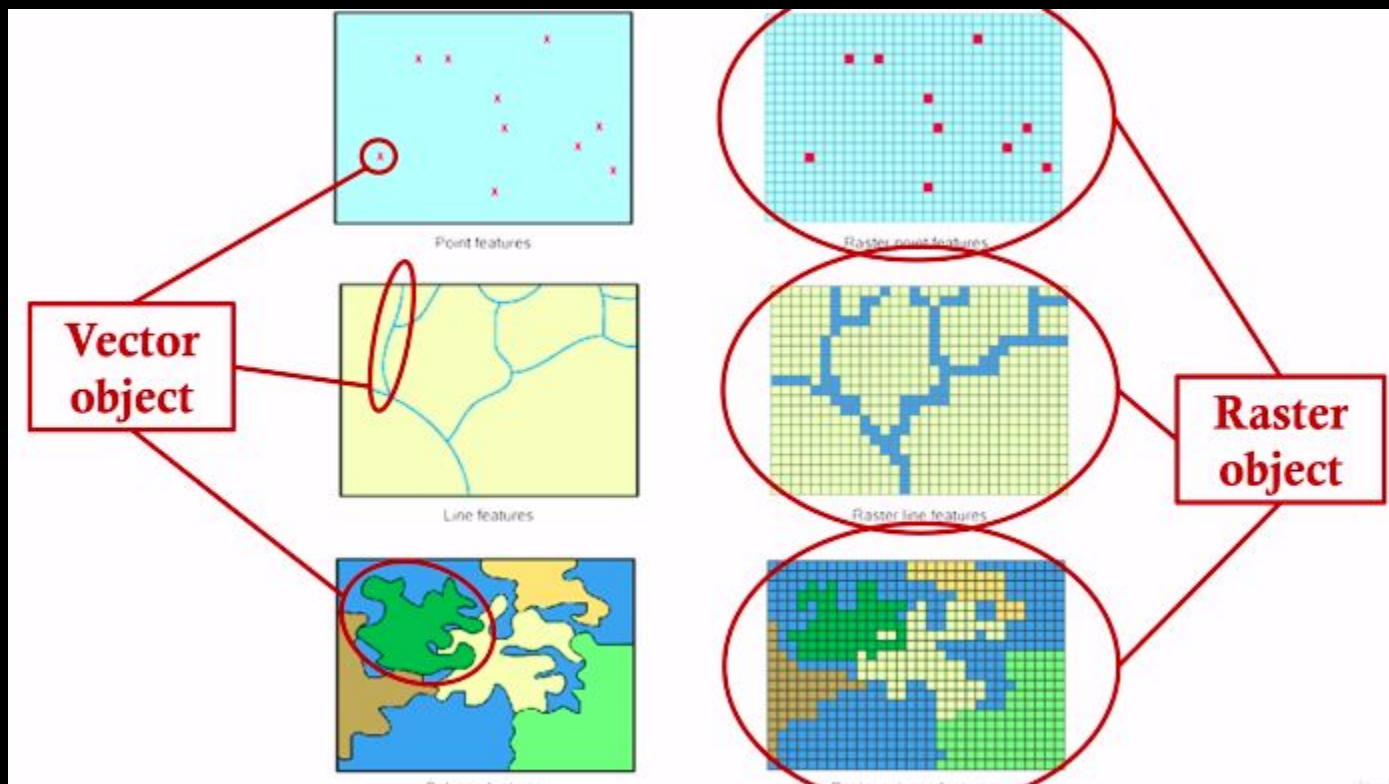 Point features
Raster point features
Vector
object
Line features
Raster line features
Raster
object